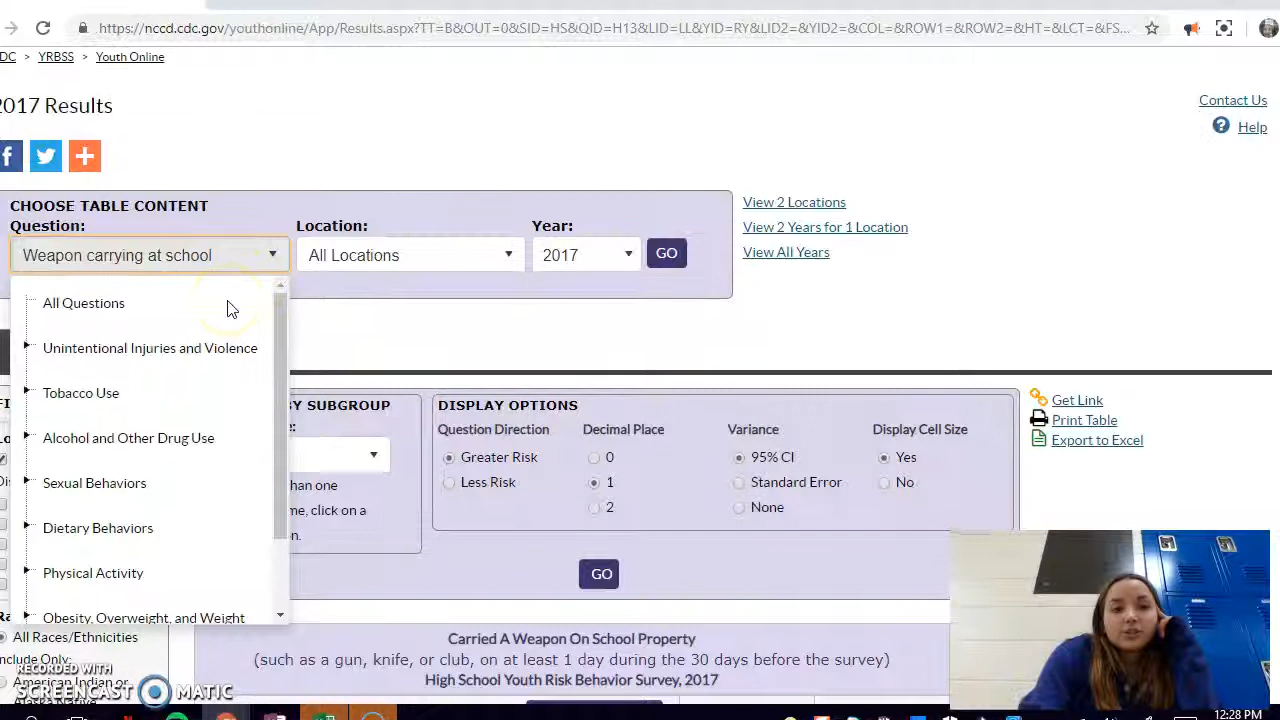 https://nccd.cdc.gov/youthonline/App/Results.aspx?TT=B&OUT=0&SID=HS&QID=H13&LID=LL&YID=RY&LID2=&YID2=&COL=&ROW1=&ROW2=&HT=&LCT=&FS...
DC > YRBSS > Youth Online
2017 Results
Contact Us
Help
CHOOSE TABLE CONTENT
Question: Location: Year:
Weapon carrying at school All Locations 2017 GO
View 2 Locations
View 2 Years for 1 Location
View All Years
All Questions
Unintentional Injuries and Violence
Tobacco Use
Alcohol and Other Drug Use
Sexual Behaviors
Dietary Behaviors
Physical Activity
Obesity, Overweight, and Weight
BY SUBGROUP
e:
han one
me, click on a
n.
DISPLAY OPTIONS
Question Direction Decimal Place Variance Display Cell Size
Greater Risk 0 95% CI Yes
Less Risk 1 Standard Error No
2 None
Get Link
Print Table
Export to Excel
GO
All Races/Ethnicities
nclude Only:
American Indian or
Alaska Native
Carried A Weapon On School Property
(such as a gun, knife, or club, on at least 1 day during the 30 days before the survey)
High School Youth Risk Behavior Survey, 2017
RECORDED WITH
SCREENCAST MATIC
12:28 PM